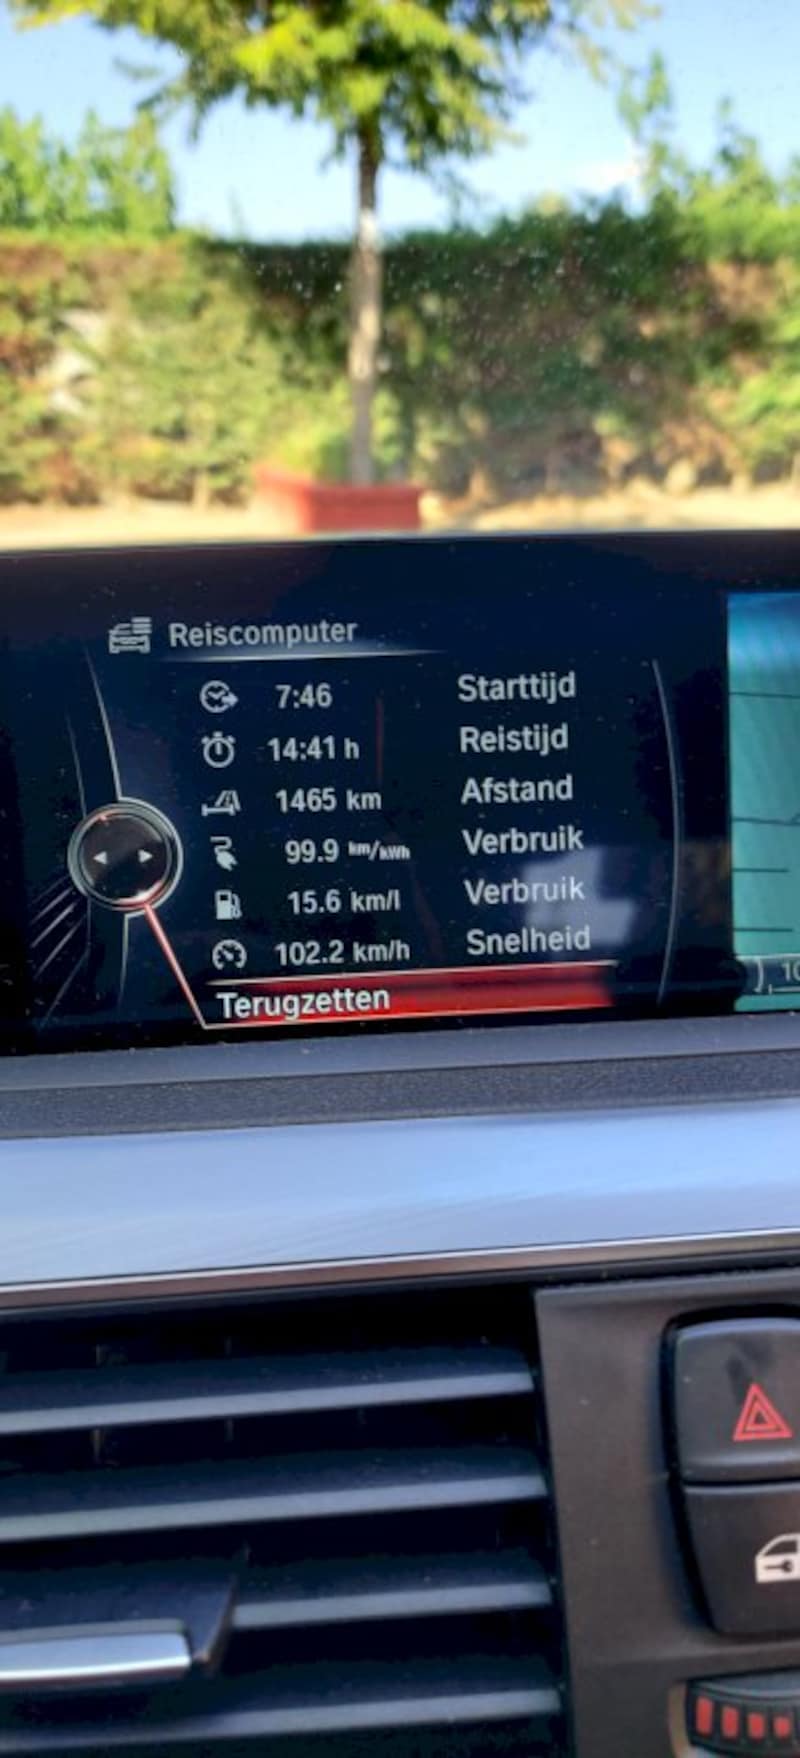 Reiscomputer
7:46 Starttijd
14:41 h Reistijd
1465 km Afstand
99.9 km/kWh Verbruik
15.6 km/l Verbruik
102.2 km/h Snelheid
Terugzetten